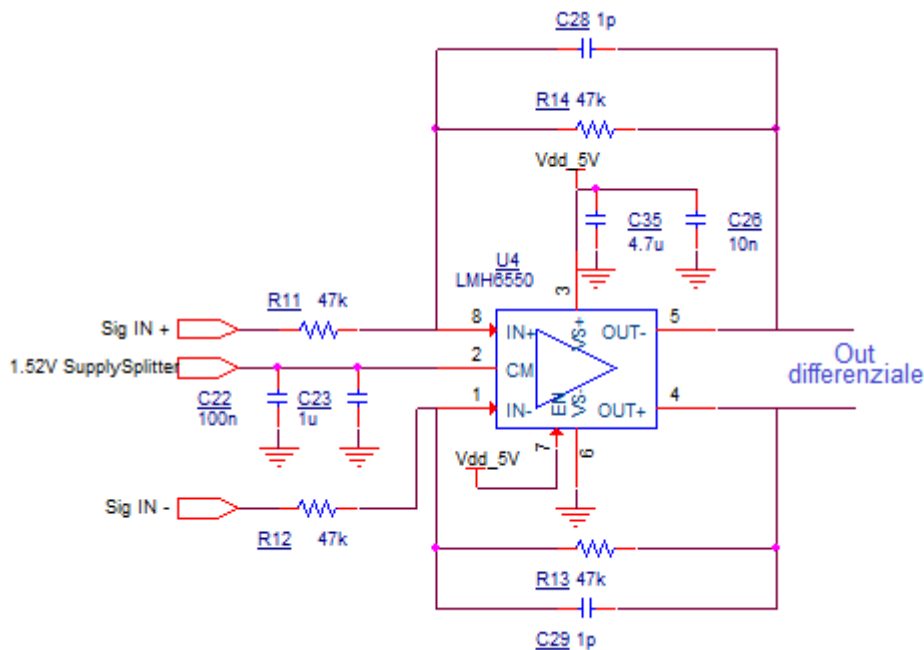 C28 1p
R14 47k
Vdd_5V
C35
4.7u
C26
10n
U4
LMH6550
3
R11 47k
Sig IN +
8
IN+
VS+
OUT-
5
1.52V SupplySplitter
2
CM
Out
differenziale
C22
100n
C23
1u
1
IN-
EN
VS-
OUT+
4
Vdd_5V
7
6
Sig IN -
R12 47k
R13 47k
C29 1p